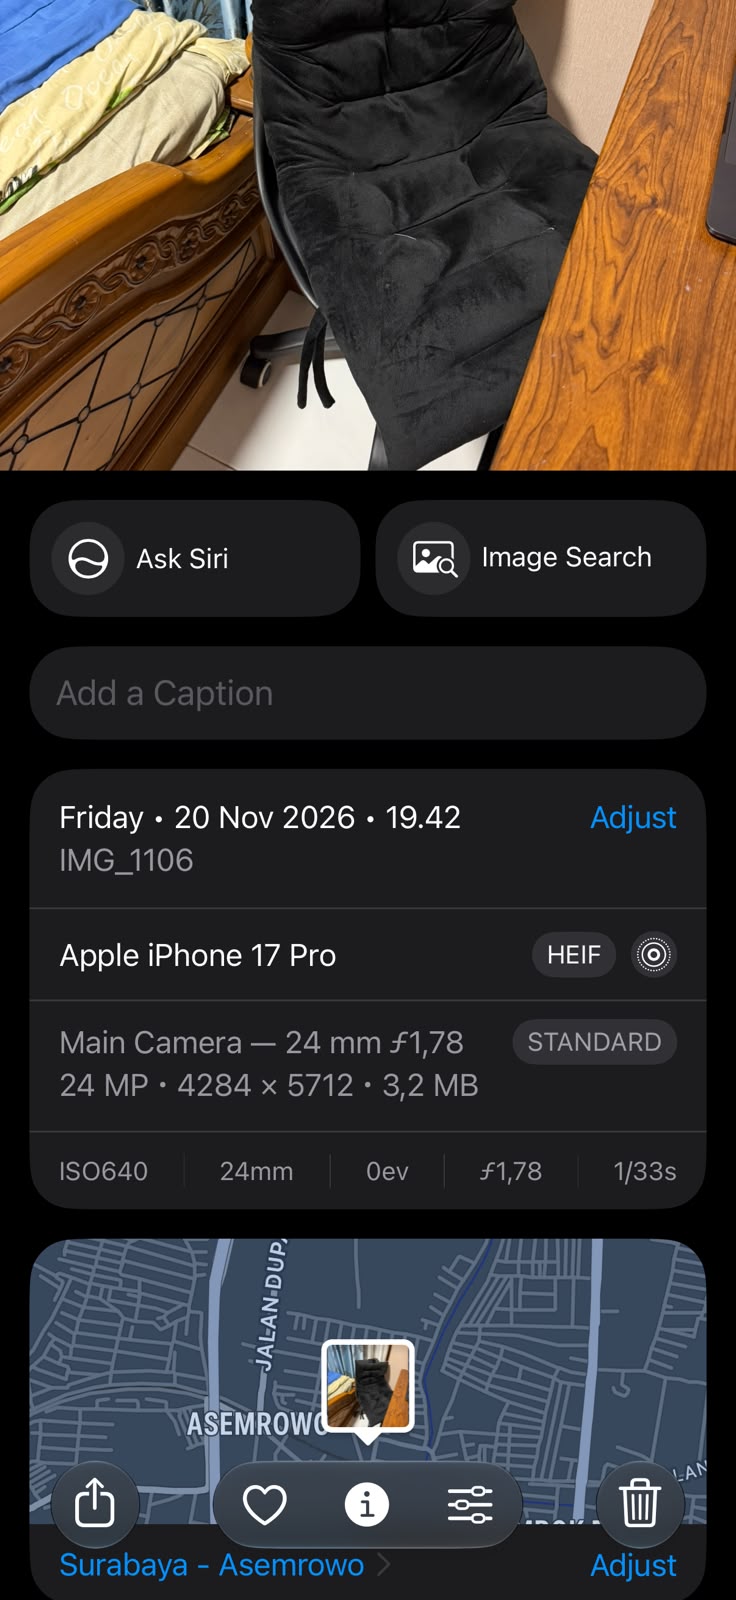 Ocean
Ask Siri
Image Search
Add a Caption
Friday • 20 Nov 2026 • 19.42
Adjust
IMG_1106
Apple iPhone 17 Pro
HEIF
Main Camera — 24 mm ƒ1,78
STANDARD
24 MP • 4284 × 5712 • 3,2 MB
ISO640
24mm
0ev
ƒ1,78
1/33s
JALAN DUPA
ASEMROWO
Surabaya - Asemrowo
Adjust